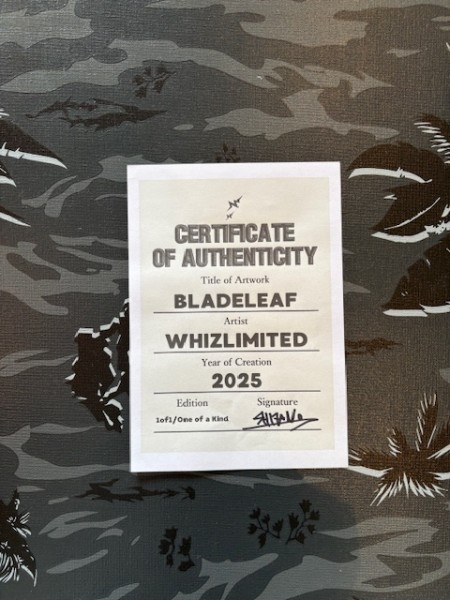 CERTIFICATE
OF AUTHENTICITY
Title of Artwork
BLADELEAF
Artist
WHIZLIMITED
Year of Creation
2025
Edition Signature
1of1/One of a Kind